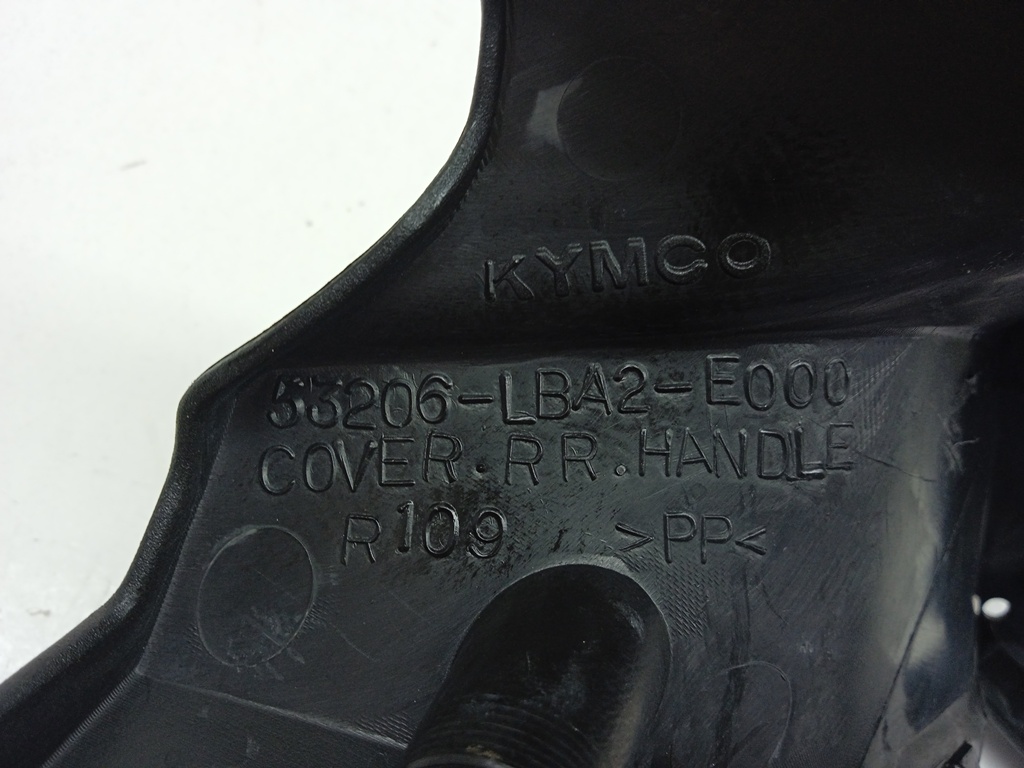 KYMCO
53206-LBA2-E000
COVER.RR.HANDLE
R109 >PP<